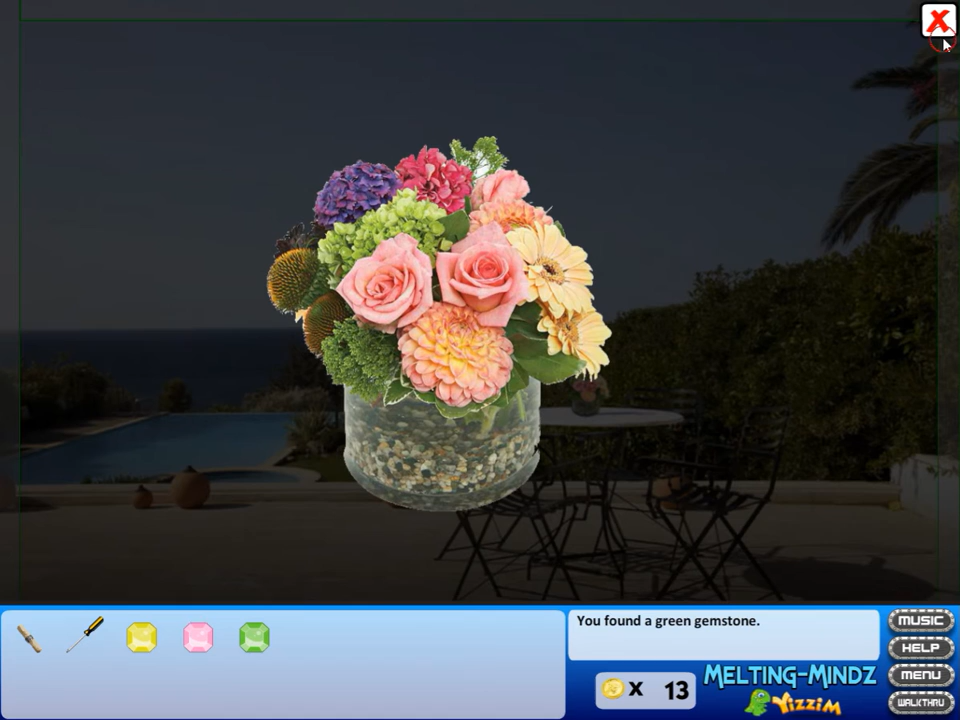 X
You found a green gemstone.
X 13
MELTING-MINDZ
Yizzim
MUSIC
HELP
MENU
WALKTHRU